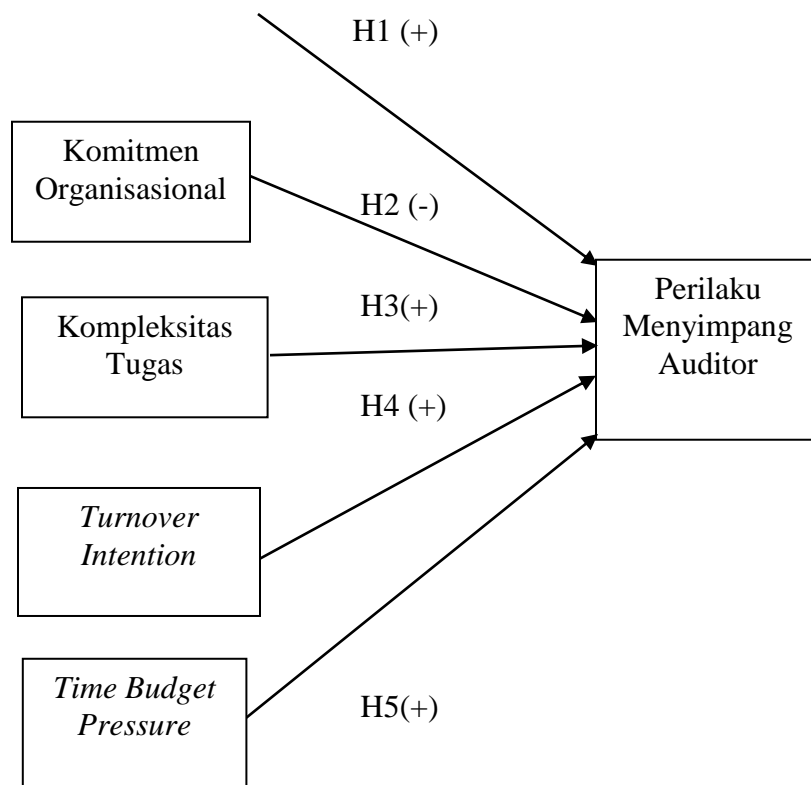 H1 (+)
Komitmen
Organisasional
H2 (-)
Perilaku
Menyimpang
Auditor
H3(+)
Kompleksitas
Tugas
H4 (+)
Turnover
Intention
Time Budget
Pressure
H5(+)